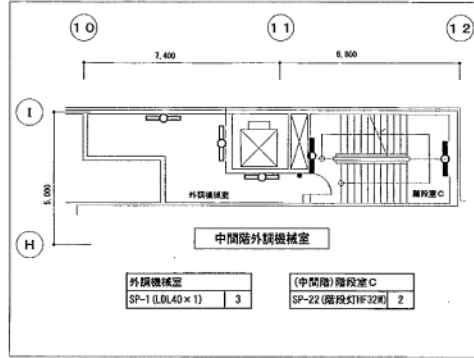 10 11 12
7,400 6,800
I
5,000
外調機械室 階段室C
H
中間階外調機械室
外調機械室
SP-1 (LDL40×1) 3
(中間階)階段室C
SP-22 (階段灯HF32W) 2